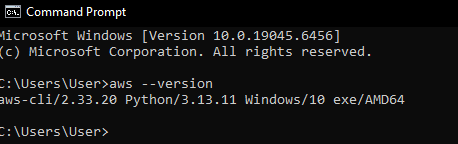 Command Prompt
Microsoft Windows [Version 10.0.19045.6456]
(c) Microsoft Corporation. All rights reserved.
C:\Users\User>aws --version
aws-cli/2.33.20 Python/3.13.11 Windows/10 exe/AMD64
C:\Users\User>